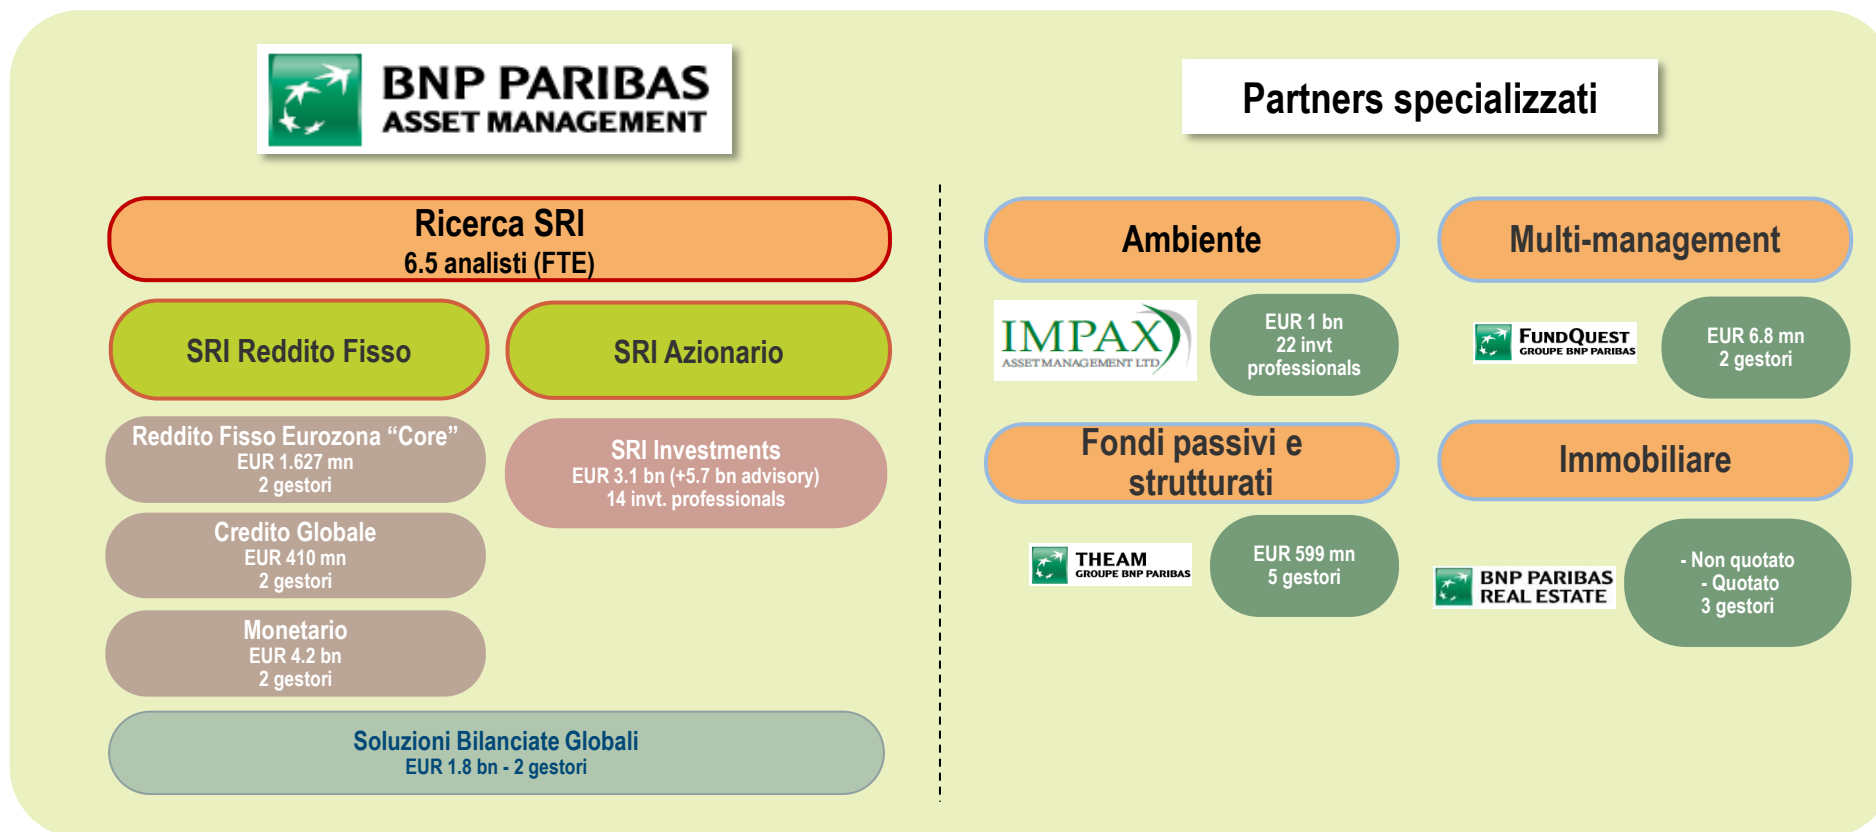 BNP PARIBAS
ASSET MANAGEMENT
Ricerca SRI
6.5 analisti (FTE)
SRI Reddito Fisso
SRI Azionario
Reddito Fisso Eurozona “Core”
EUR 1.627 mn
2 gestori
SRI Investments
EUR 3.1 bn (+5.7 bn advisory)
14 invt. professionals
Credito Globale
EUR 410 mn
2 gestori
Monetario
EUR 4.2 bn
2 gestori
Soluzioni Bilanciate Globali
EUR 1.8 bn - 2 gestori
Partners specializzati
Ambiente
IMPAX
ASSET MANAGEMENT LTD
EUR 1 bn
22 invt
professionals
Multi-management
FUNDQUEST
GROUPE BNP PARIBAS
EUR 6.8 mn
2 gestori
Fondi passivi e
strutturati
THEAM
GROUPE BNP PARIBAS
EUR 599 mn
5 gestori
Immobiliare
BNP PARIBAS
REAL ESTATE
- Non quotato
- Quotato
3 gestori